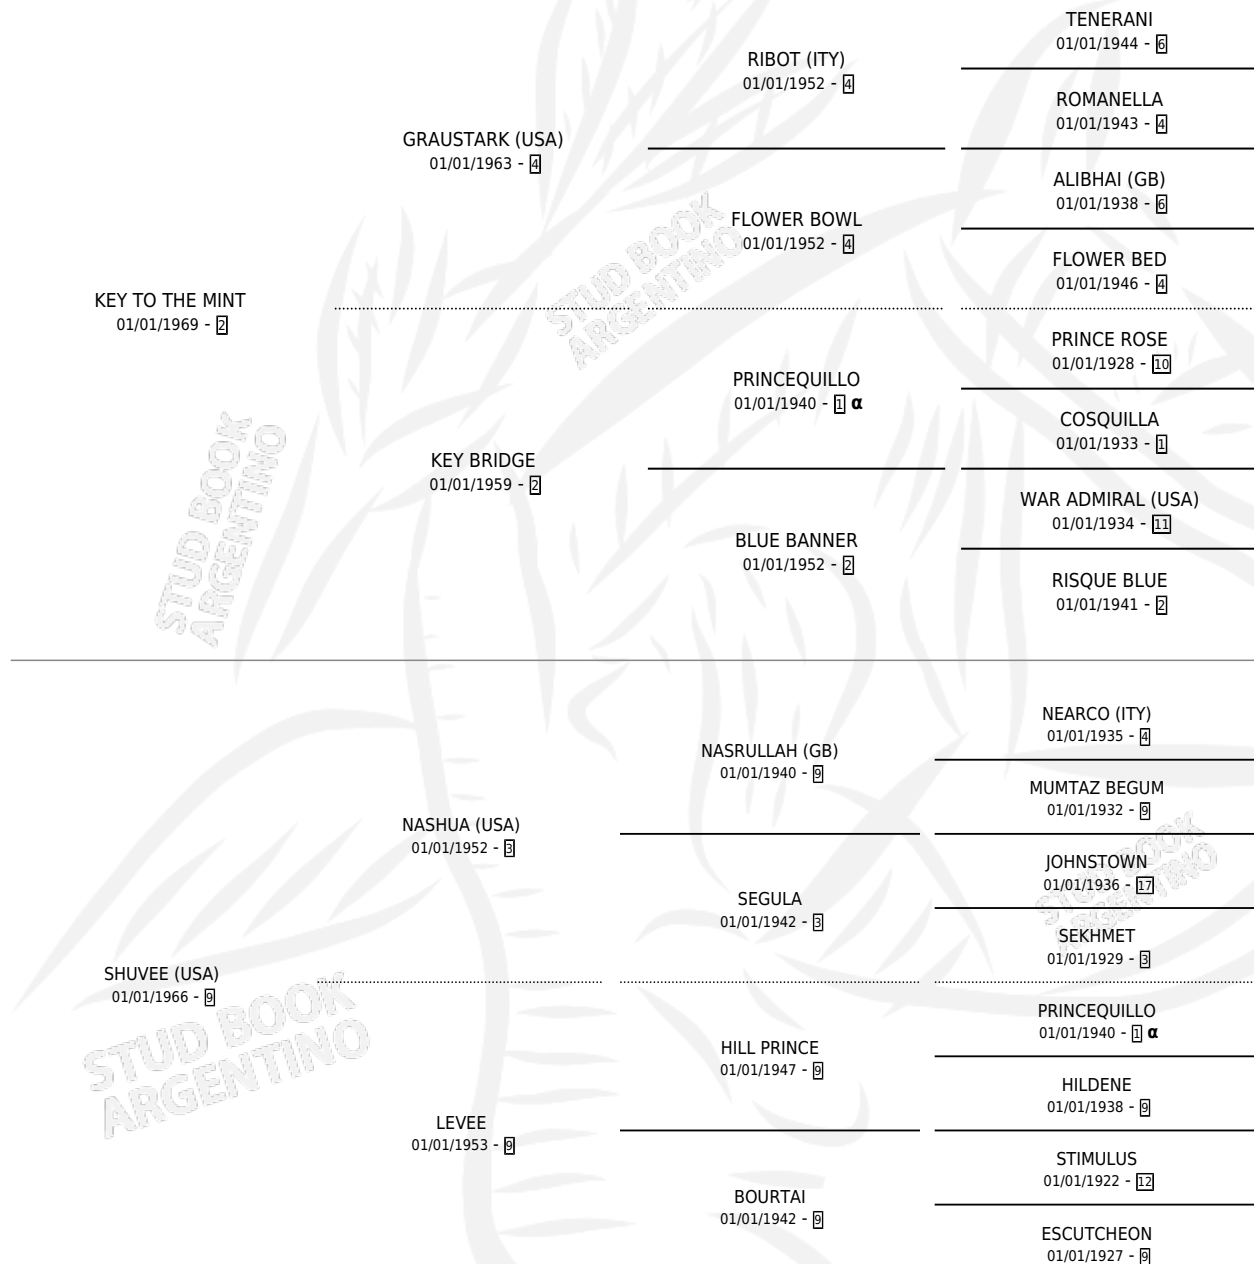 TENERANI
01/01/1944 - 6
RIBOT (ITY)
01/01/1952 - 4
ROMANELLA
01/01/1943 - 4
GRAUSTARK (USA)
01/01/1963 - 4
ALIBHAI (GB)
01/01/1938 - 6
FLOWER BOWL
01/01/1952 - 4
FLOWER BED
01/01/1946 - 4
KEY TO THE MINT
01/01/1969 - 2
PRINCE ROSE
01/01/1928 - 10
PRINCEQUILLO
01/01/1940 - 1 α
COSQUILLA
01/01/1933 - 1
KEY BRIDGE
01/01/1959 - 2
WAR ADMIRAL (USA)
01/01/1934 - 11
BLUE BANNER
01/01/1952 - 2
RISQUE BLUE
01/01/1941 - 2
NEARCO (ITY)
01/01/1935 - 4
NASRULLAH (GB)
01/01/1940 - 9
MUMTAZ BEGUM
01/01/1932 - 9
NASHUA (USA)
01/01/1952 - 3
JOHNSTOWN
01/01/1936 - 17
SEGULA
01/01/1942 - 3
SEKHMET
01/01/1929 - 3
SHUVEE (USA)
01/01/1966 - 9
PRINCEQUILLO
01/01/1940 - 1 α
HILL PRINCE
01/01/1947 - 9
HILDENE
01/01/1938 - 9
LEVEE
01/01/1953 - 9
STIMULUS
01/01/1922 - 12
BOURTAI
01/01/1942 - 9
ESCUTCHEON
01/01/1927 - 9
STUD BOOK
ARGENTINO
STUD BOOK
ARGENTINO
STUD BOOK
ARGENTINO
STUD BOOK
ARGENTINO